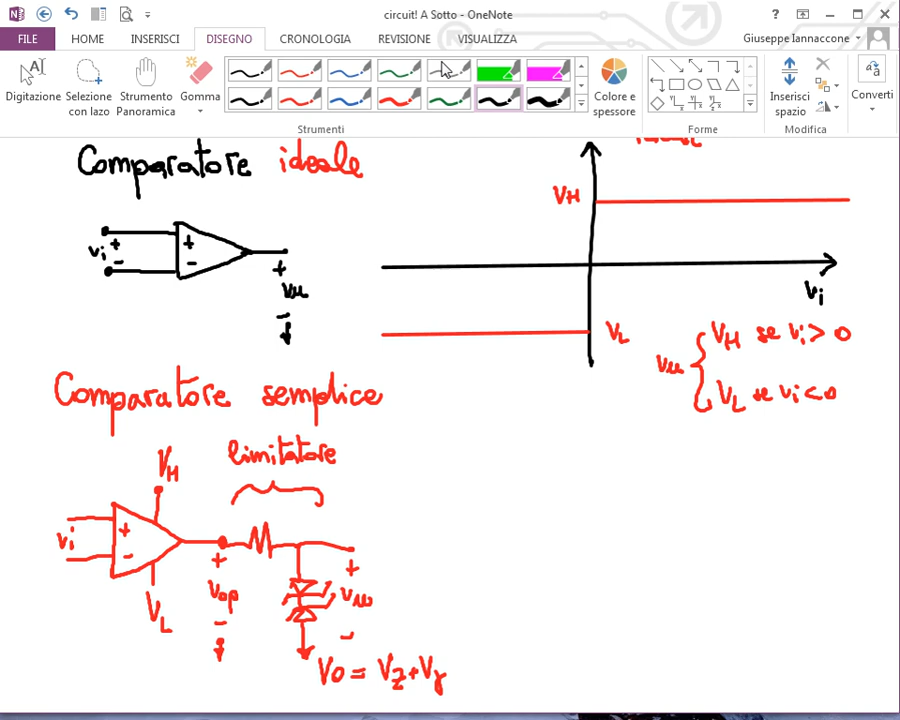 circuit! A Sotto - OneNote
FILE HOME INSERISCI DISEGNO CRONOLOGIA REVISIONE VISUALIZZA
Giuseppe Iannaccone
Digitazione
Selezione con lazo
Strumento Panoramica
Gomma
Colore e spessore
Inserisci spazio
Converti
Strumenti
Forme
Modifica
Comparatore ideale
VH
vi
+
-
+
-
+
vu
-
vi
VL
vu { VH se vi > 0
VL se vi < 0
Comparatore semplice
limitatore
VH
vi
+
-
VL
+
vop
-
+
vu
-
V0 = VZ + Vγ